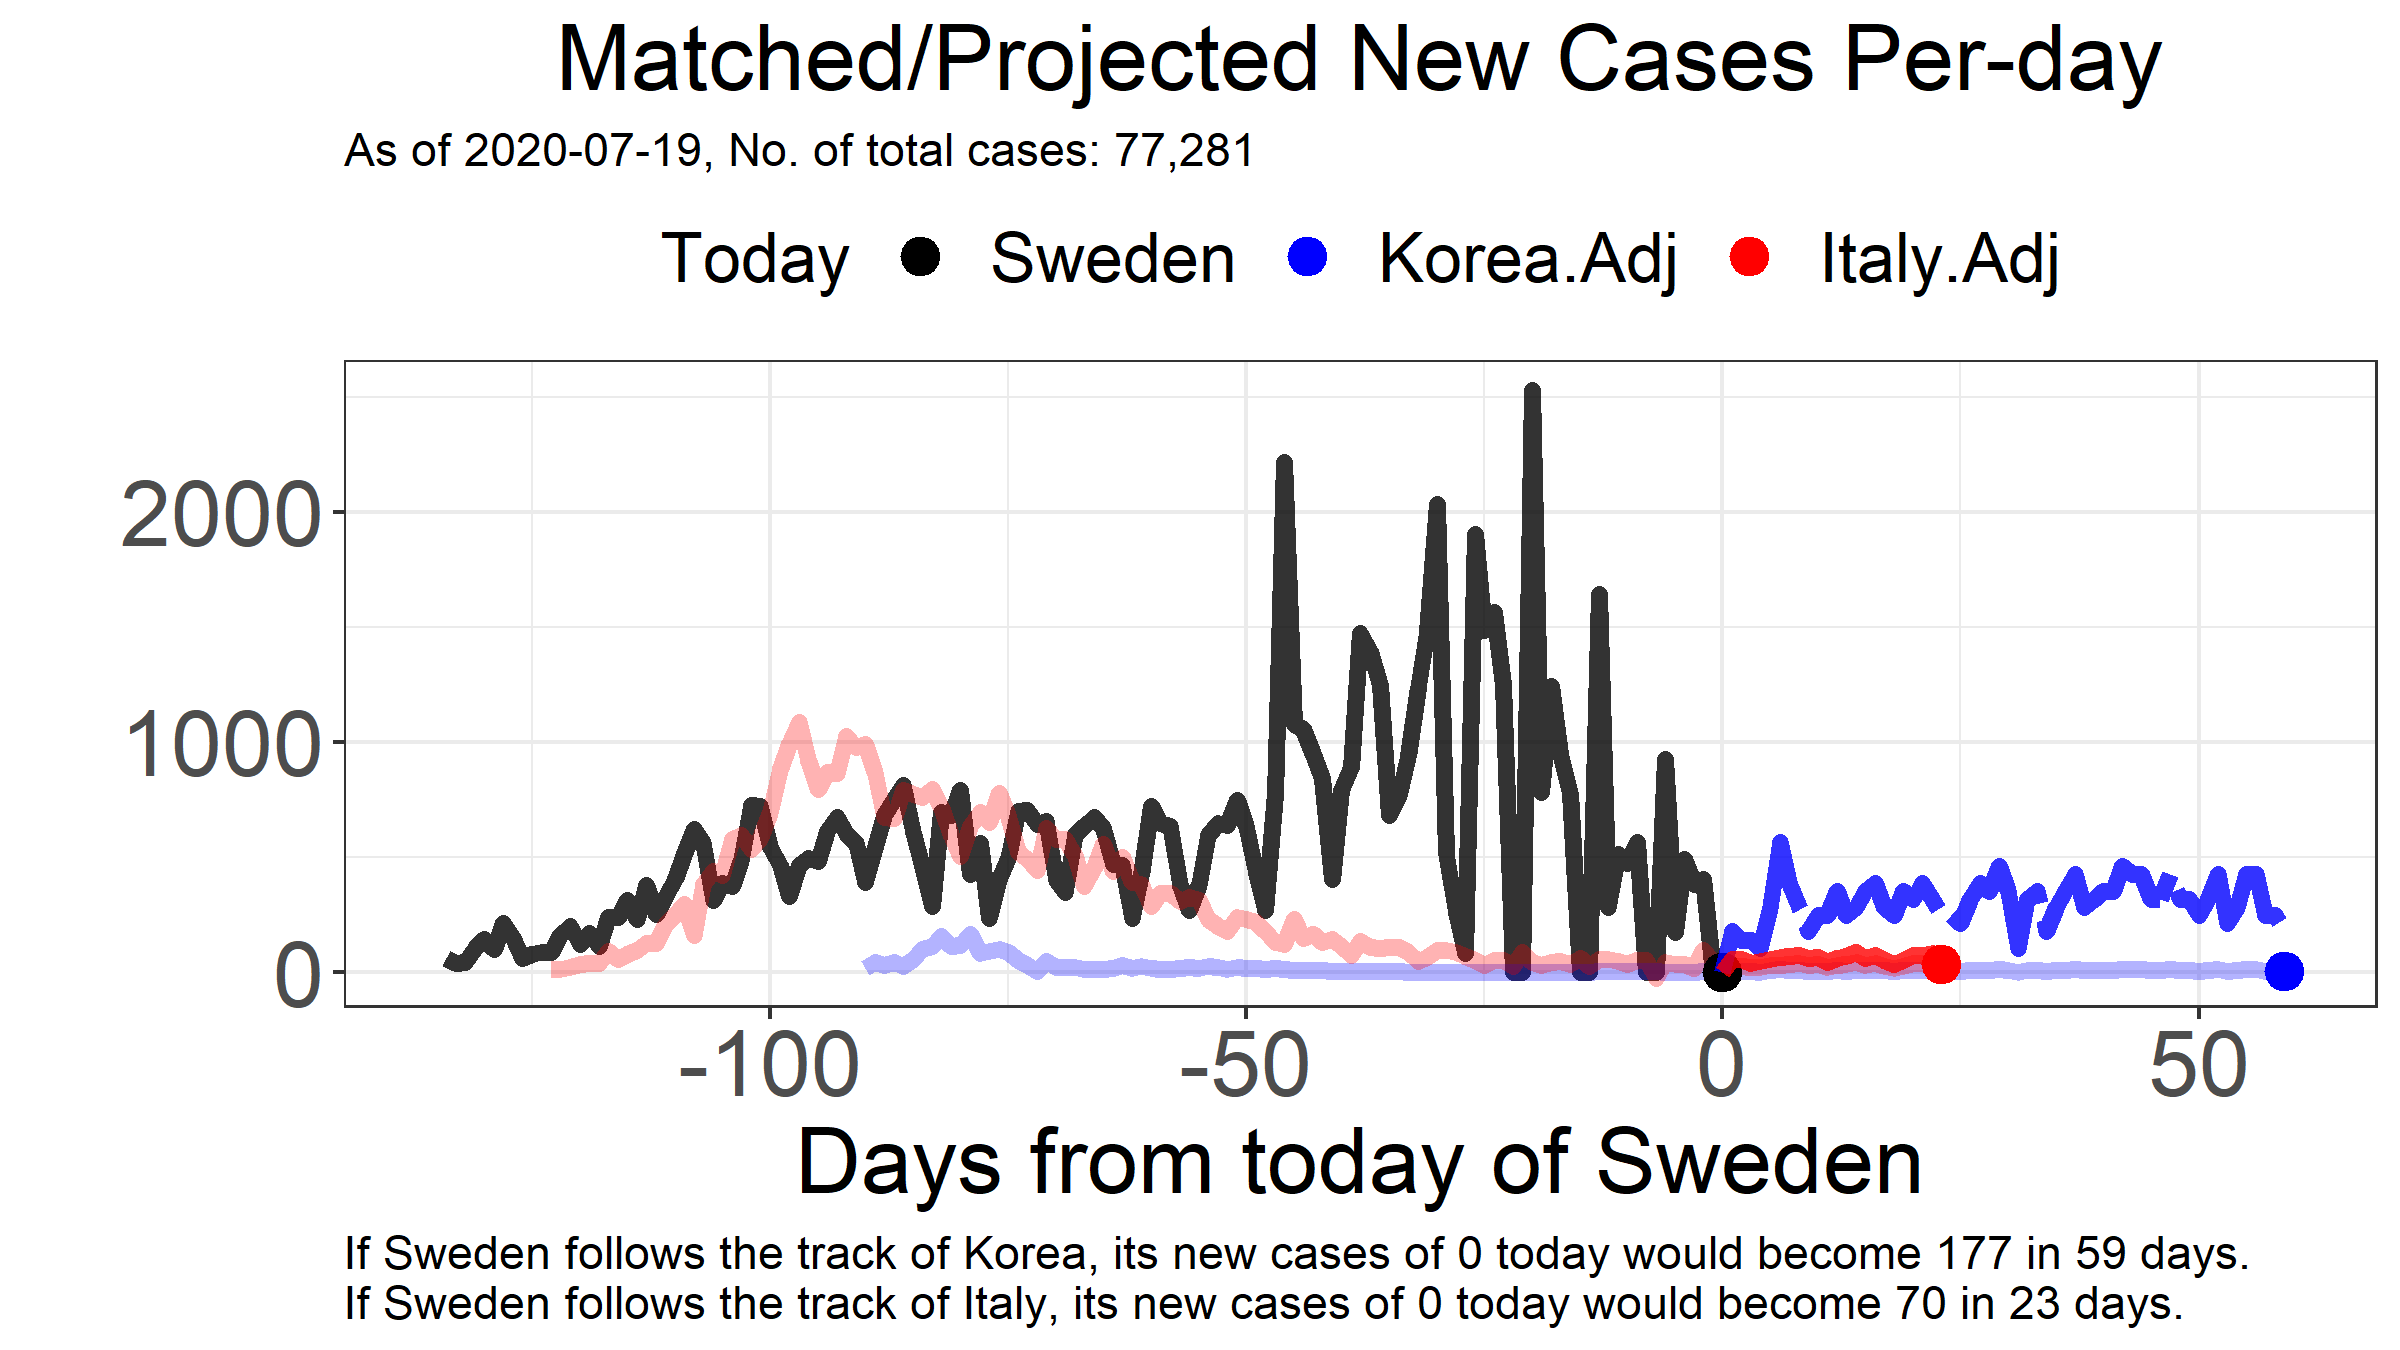 Matched/Projected New Cases Per-day
As of 2020-07-19, No. of total cases: 77,281
Today Sweden Korea.Adj Italy.Adj
2000
1000
0
-100 -50 0 50
Days from today of Sweden
If Sweden follows the track of Korea, its new cases of 0 today would become 177 in 59 days.
If Sweden follows the track of Italy, its new cases of 0 today would become 70 in 23 days.